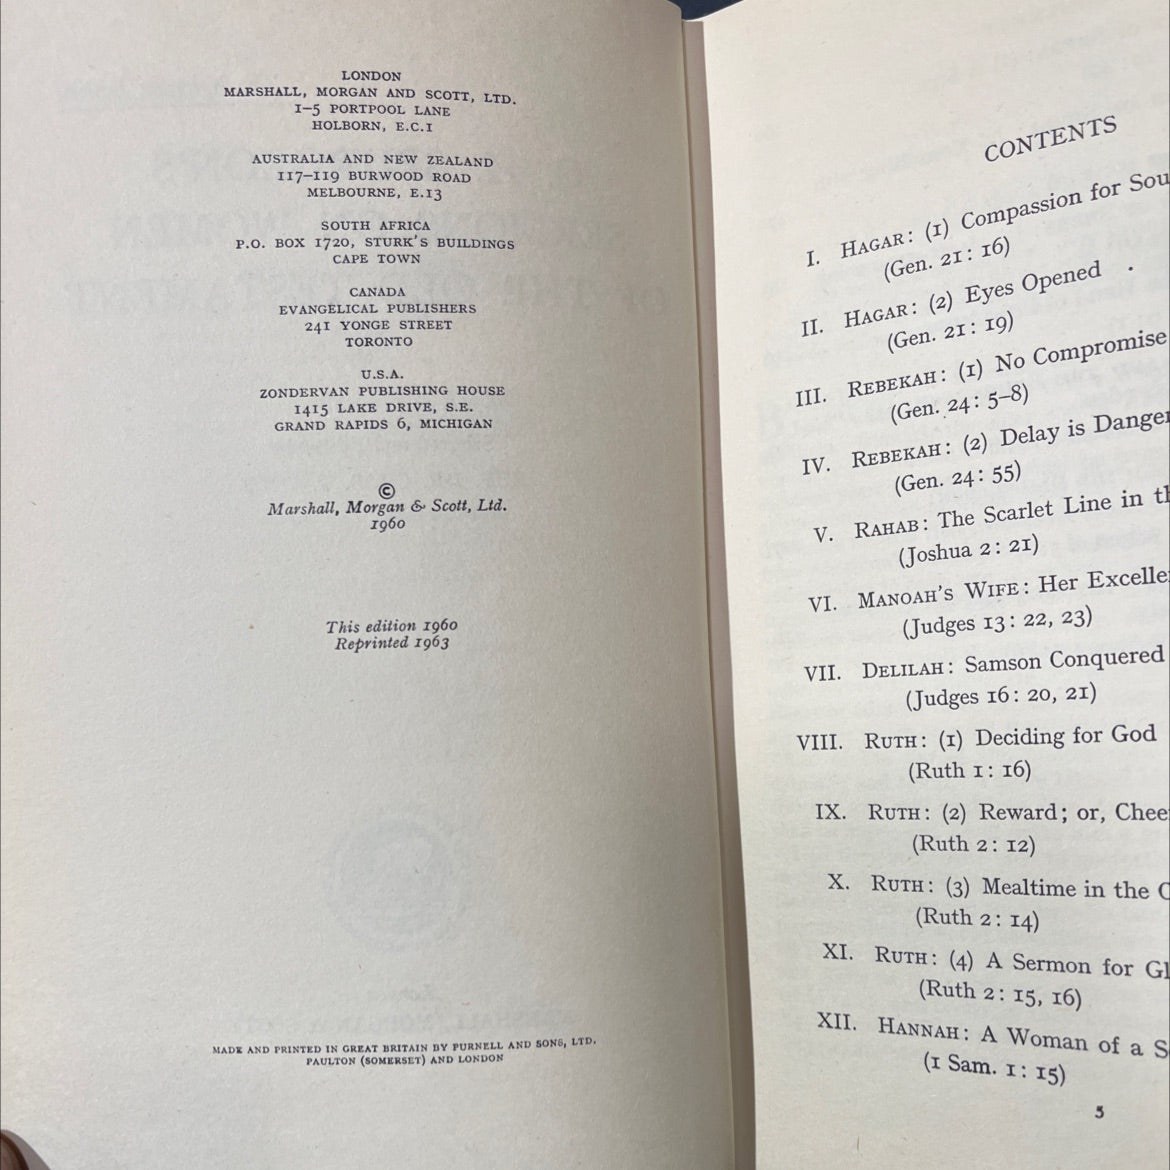 LONDON
MARSHALL, MORGAN AND SCOTT, LTD.
1–5 PORTPOOL LANE
HOLBORN, E.C.1
AUSTRALIA AND NEW ZEALAND
117–119 BURWOOD ROAD
MELBOURNE, E.13
SOUTH AFRICA
P.O. BOX 1720, STURK'S BUILDINGS
CAPE TOWN
CANADA
EVANGELICAL PUBLISHERS
241 YONGE STREET
TORONTO
U.S.A.
ZONDERVAN PUBLISHING HOUSE
1415 LAKE DRIVE, S.E.
GRAND RAPIDS 6, MICHIGAN
©
Marshall, Morgan & Scott, Ltd.
1960
This edition 1960
Reprinted 1963
MADE AND PRINTED IN GREAT BRITAIN BY PURNELL AND SONS, LTD.
PAULTON (SOMERSET) AND LONDON
CONTENTS
I. HAGAR: (1) Compassion for Sou
(Gen. 21: 16)
II. HAGAR: (2) Eyes Opened .
(Gen. 21: 19)
III. REBEKAH: (1) No Compromise
(Gen. 24: 5–8)
IV. REBEKAH: (2) Delay is Danger
(Gen. 24: 55)
V. RAHAB: The Scarlet Line in th
(Joshua 2: 21)
VI. MANOAH'S WIFE: Her Excelle
(Judges 13: 22, 23)
VII. DELILAH: Samson Conquered
(Judges 16: 20, 21)
VIII. RUTH: (1) Deciding for God
(Ruth 1: 16)
IX. RUTH: (2) Reward; or, Chee
(Ruth 2: 12)
X. RUTH: (3) Mealtime in the C
(Ruth 2: 14)
XI. RUTH: (4) A Sermon for Gl
(Ruth 2: 15, 16)
XII. HANNAH: A Woman of a S
(1 Sam. 1: 15)
5